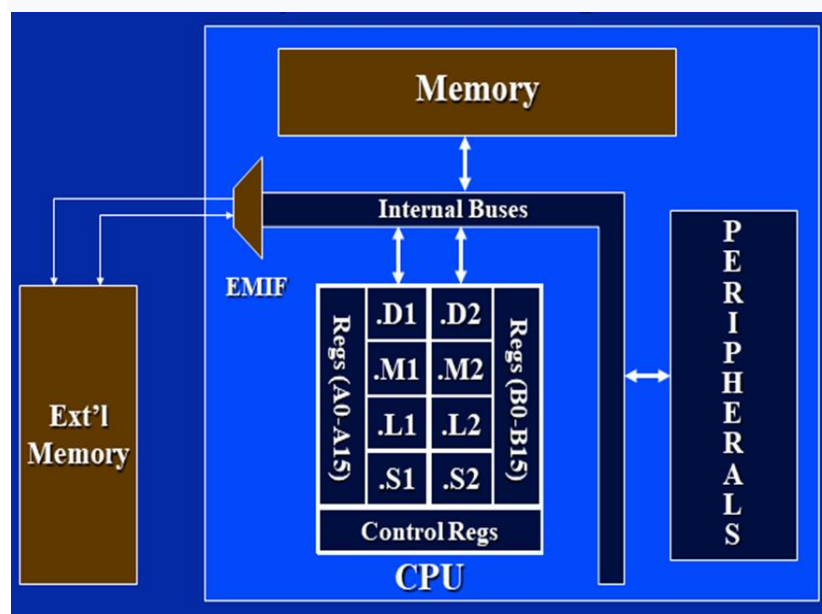 Memory
Internal Buses
EMIF
Ext'l
Memory
Regs (A0-A15)
.D1
.D2
.M1
.M2
.L1
.L2
.S1
.S2
Regs (B0-B15)
Control Regs
CPU
PERIPHERALS